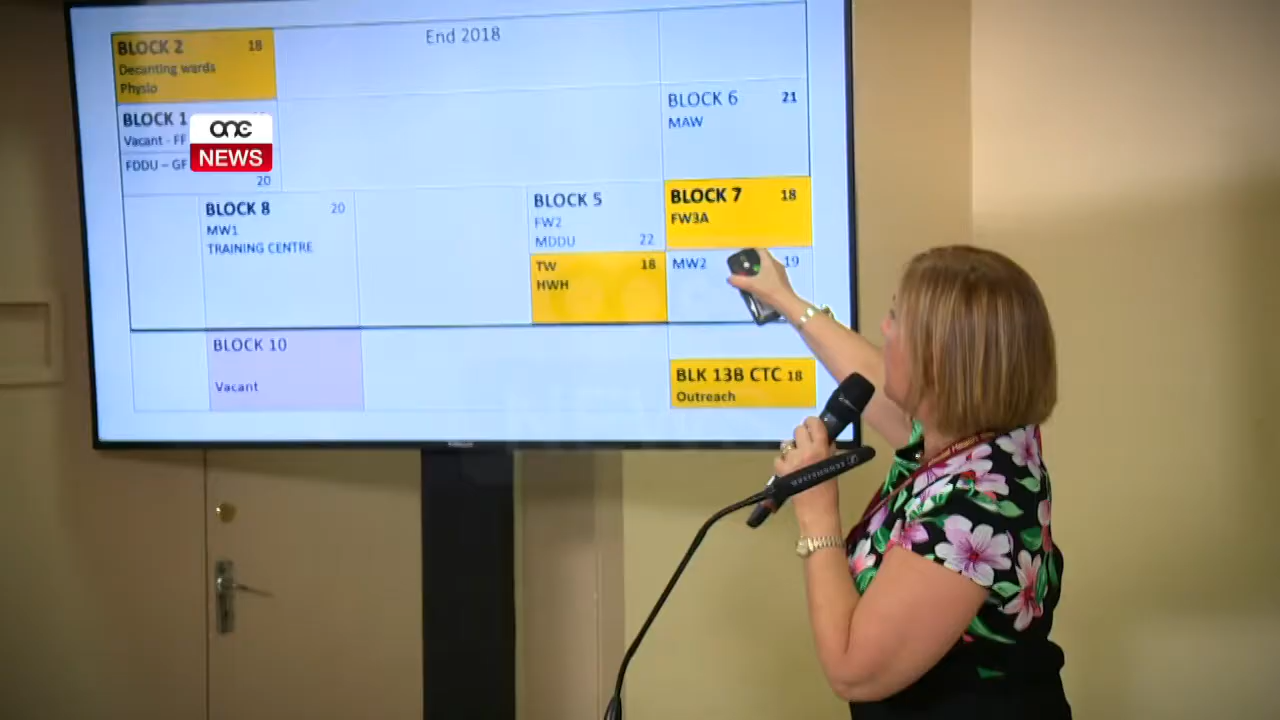 End 2018
BLOCK 2 18
Decanting wards
Physio
BLOCK 1
Vacant - FF
FDDU – GF
20
one
NEWS
BLOCK 6 21
MAW
BLOCK 8 20
MW1
TRAINING CENTRE
BLOCK 5
FW2
MDDU 22
TW 18
HWH
BLOCK 7 18
FW3A
MW2 19
BLOCK 10
Vacant
BLK 13B CTC 18
Outreach
SENNHEISER